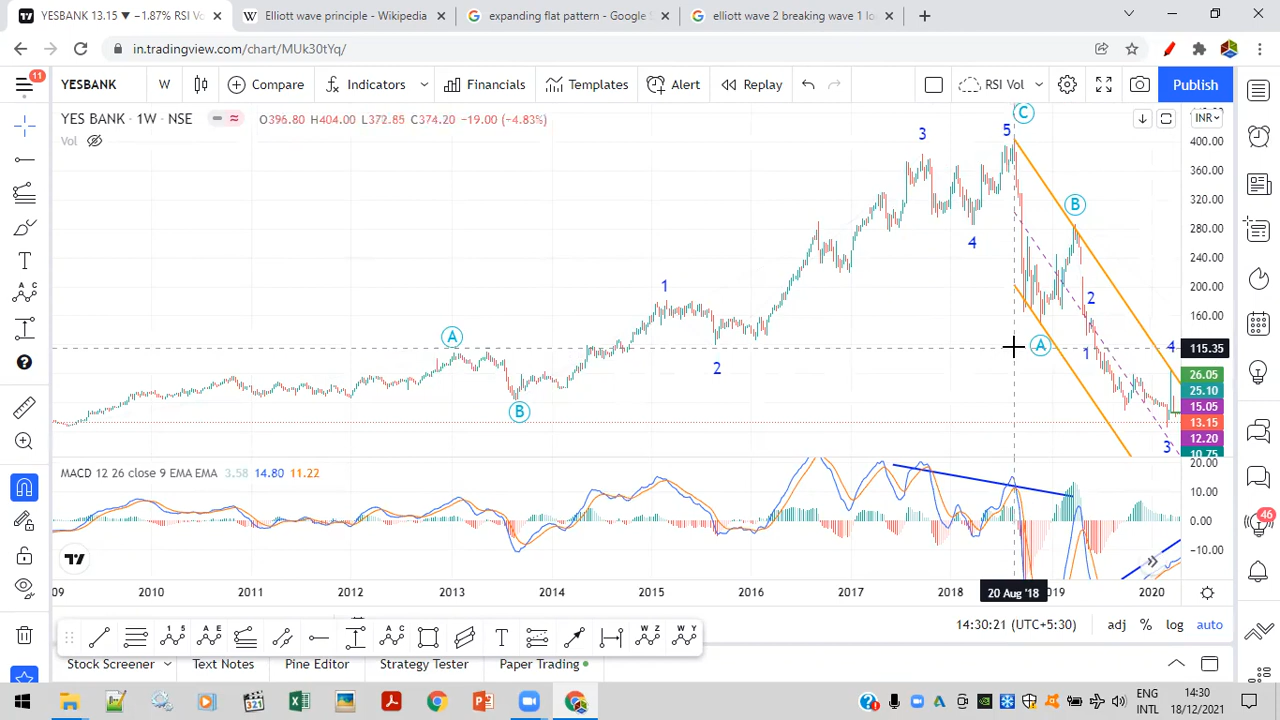 YESBANK 13.15 ▼ −1.87% RSI Vo
Elliott wave principle - Wikipedia
expanding flat pattern - Google
elliott wave 2 breaking wave 1 lo
in.tradingview.com/chart/MUk30tYq/
11
YESBANK
W
Compare
Indicators
Financials
Templates
Alert
Replay
RSI Vol
Publish
YES BANK · 1W · NSE
O396.80 H404.00 L372.85 C374.20 −19.00 (−4.83%)
INR
Vol
C
3
5
400.00
360.00
320.00
B
280.00
4
240.00
1
200.00
2
160.00
A
A
1
4
115.35
2
26.05
25.10
B
15.05
13.15
12.20
3
10.75
MACD 12 26 close 9 EMA EMA 3.58 14.80 11.22
20.00
10.00
0.00
46
−10.00
09
2010
2011
2012
2013
2014
2015
2016
2017
2018
20 Aug '18
2019
2020
14:30:21 (UTC+5:30)
adj
%
log
auto
Stock Screener
Text Notes
Pine Editor
Strategy Tester
Paper Trading
ENG
INTL
14:30
18/12/2021